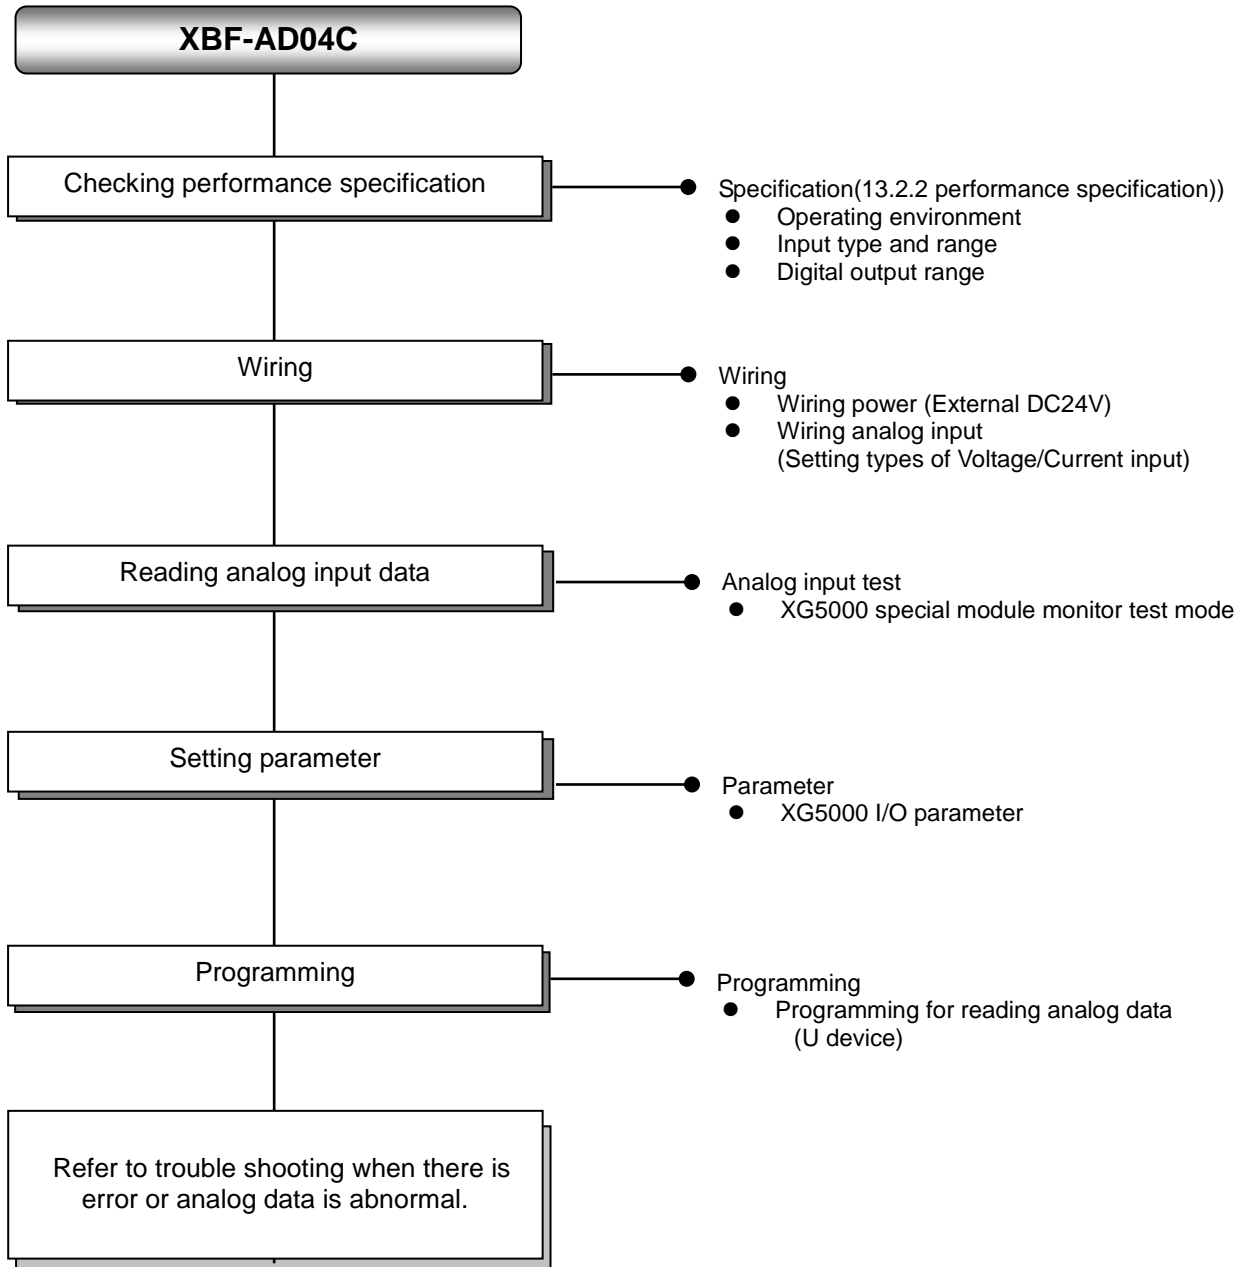 XBF-AD04C
Checking performance specification
Specification(13.2.2 performance specification))
● Operating environment
● Input type and range
● Digital output range
Wiring
Wiring
● Wiring power (External DC24V)
● Wiring analog input
(Setting types of Voltage/Current input)
Reading analog input data
Analog input test
● XG5000 special module monitor test mode
Setting parameter
Parameter
● XG5000 I/O parameter
Programming
Programming
● Programming for reading analog data
(U device)
Refer to trouble shooting when there is
error or analog data is abnormal.